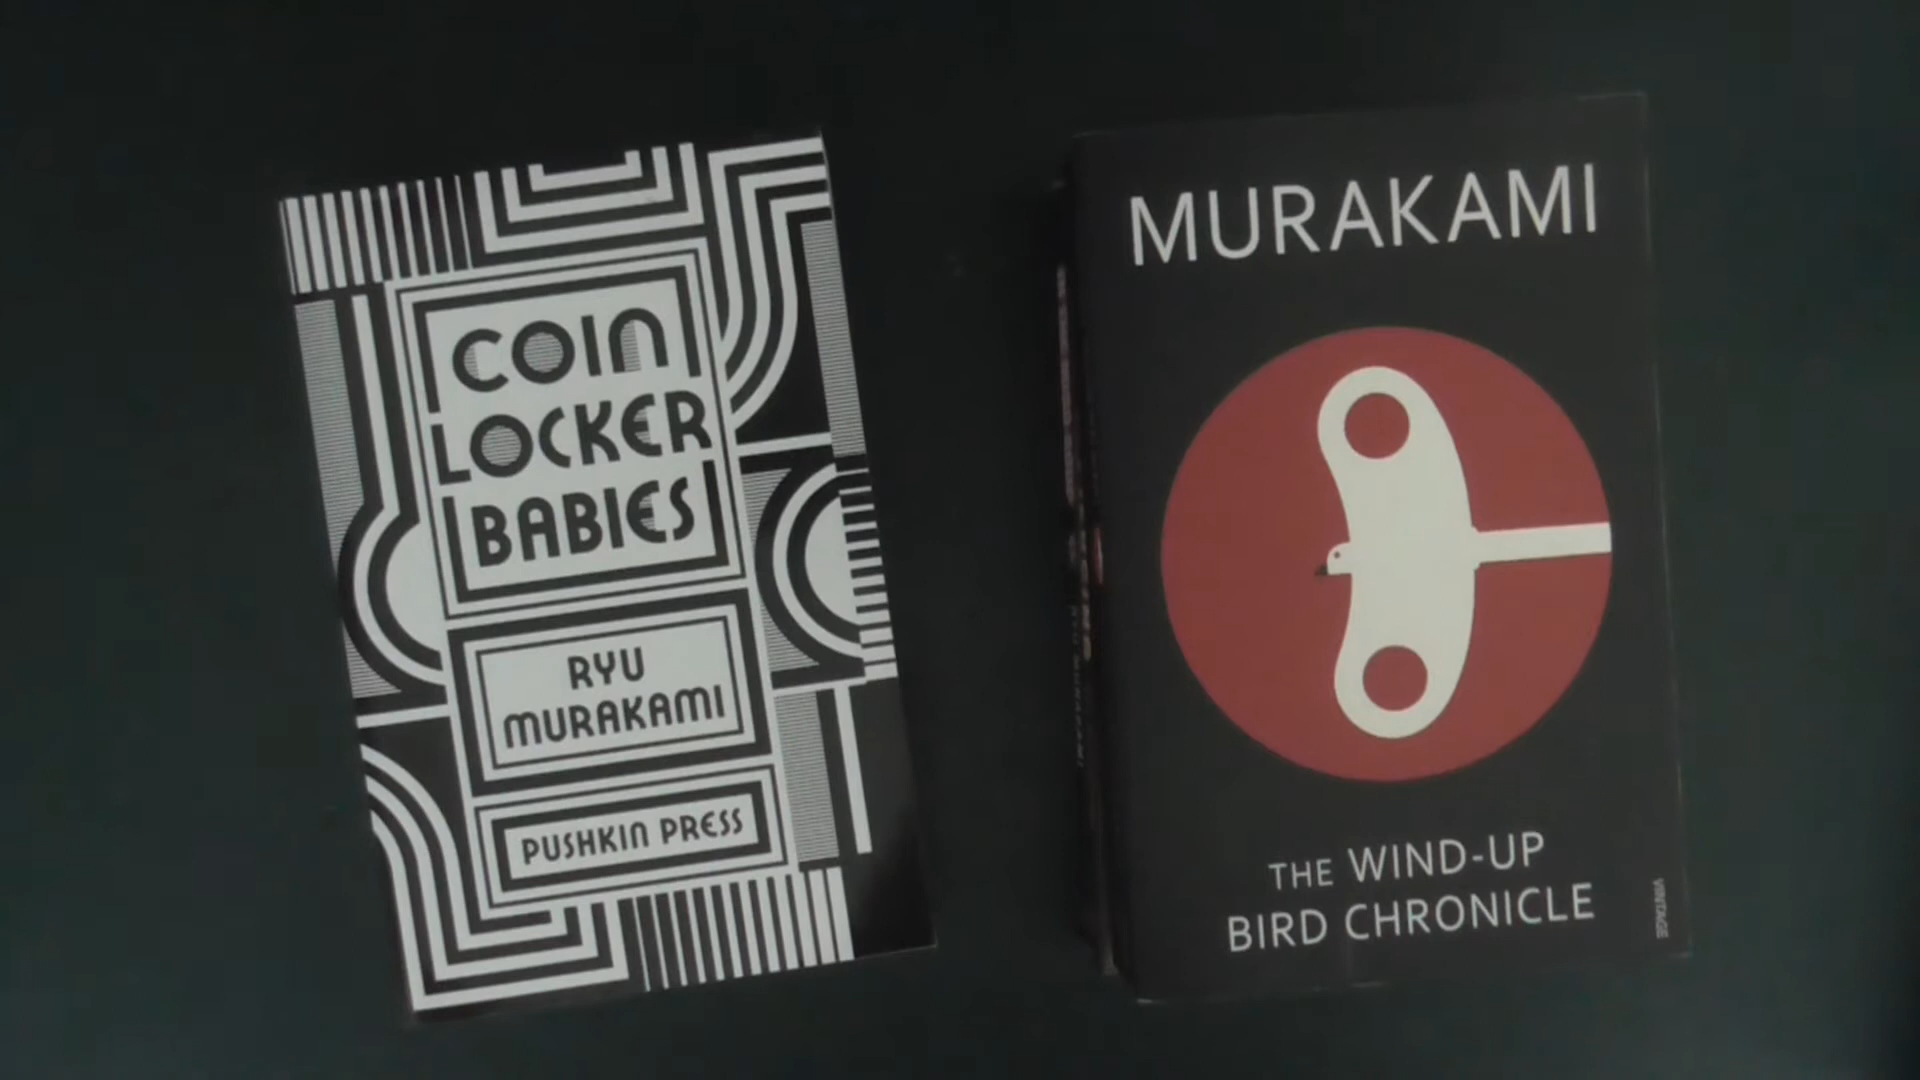 COIN
LOCKER
BABIES
RYU
MURAKAMI
PUSHKIN PRESS
MURAKAMI
THE WIND-UP
BIRD CHRONICLE
VINTAGE